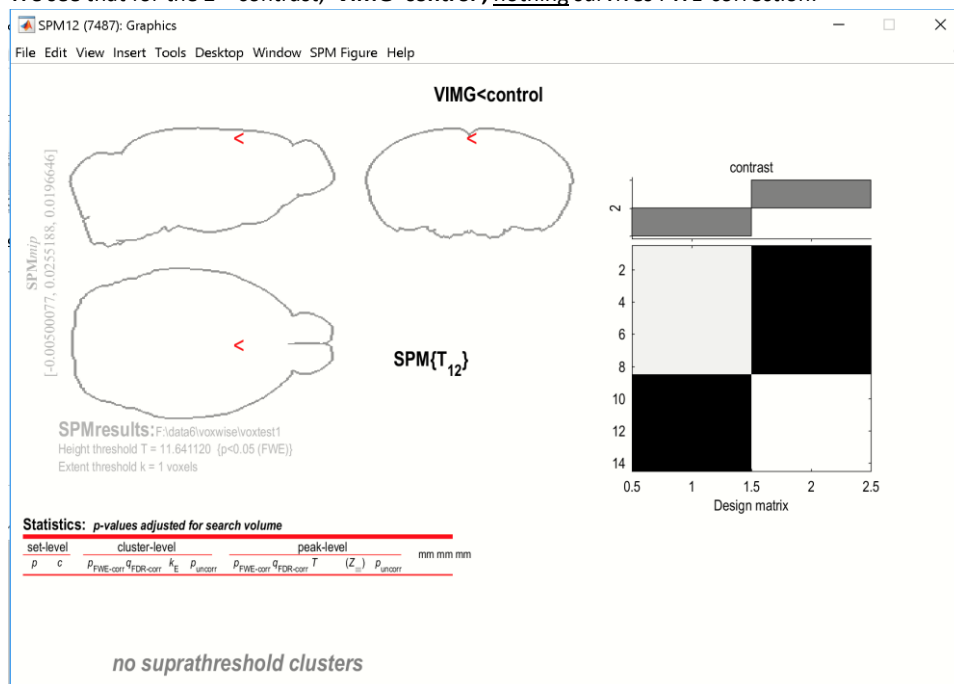 SPM12 (7487): Graphics
File Edit View Insert Tools Desktop Window SPM Figure Help
VIMG<control
<
<
SPMmip
[-0.00500077, 0.0255188, 0.0196646]
<
SPM{T12}
contrast
2
2
4
6
8
10
12
14
0.5 1 1.5 2 2.5
Design matrix
SPMresults: F:\data6\voxwise\voxtest1
Height threshold T = 11.641120 {p<0.05 (FWE)}
Extent threshold k = 1 voxels
Statistics: p-values adjusted for search volume
set-level cluster-level peak-level mm mm mm
p c pFWE-corr qFDR-corr kE puncorr pFWE-corr qFDR-corr T (Z≡) puncorr
no suprathreshold clusters